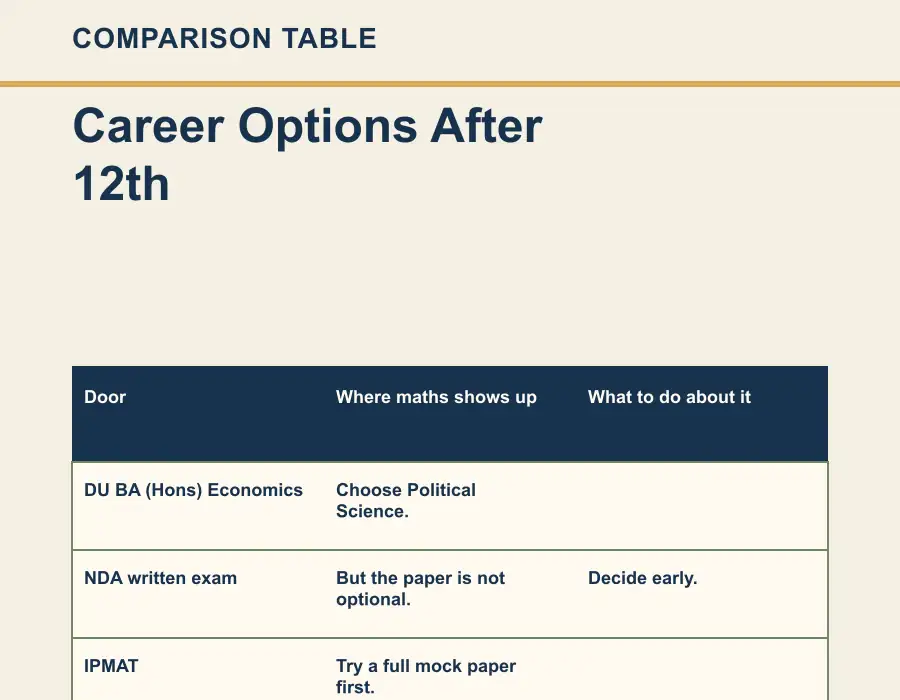 COMPARISON TABLE
Career Options After
12th
Door
Where maths shows up
What to do about it
DU BA (Hons) Economics
Choose Political
Science.
NDA written exam
But the paper is not
optional.
Decide early.
IPMAT
Try a full mock paper
first.